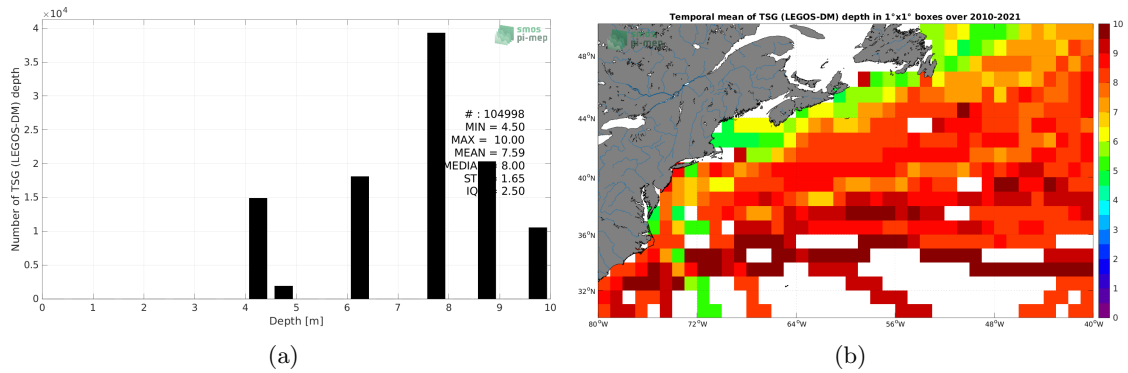 ×10⁴
4
3.5
3
2.5
2
1.5
1
0.5
0
Number of TSG (LEGOS-DM) depth
smos
pi-mep
# : 104998
MIN = 4.50
MAX = 10.00
MEAN = 7.59
8.00
1.65
2.50
0 1 2 3 4 5 6 7 8 9 10
Depth [m]
(a)
Temporal mean of TSG (LEGOS-DM) depth in 1°x1° boxes over 2010-2021
smos
pi-mep
48°N
44°N
40°N
36°N
32°N
80°W 72°W 64°W 56°W 48°W 40°W
10
9
8
7
6
5
4
3
2
1
0
(b)